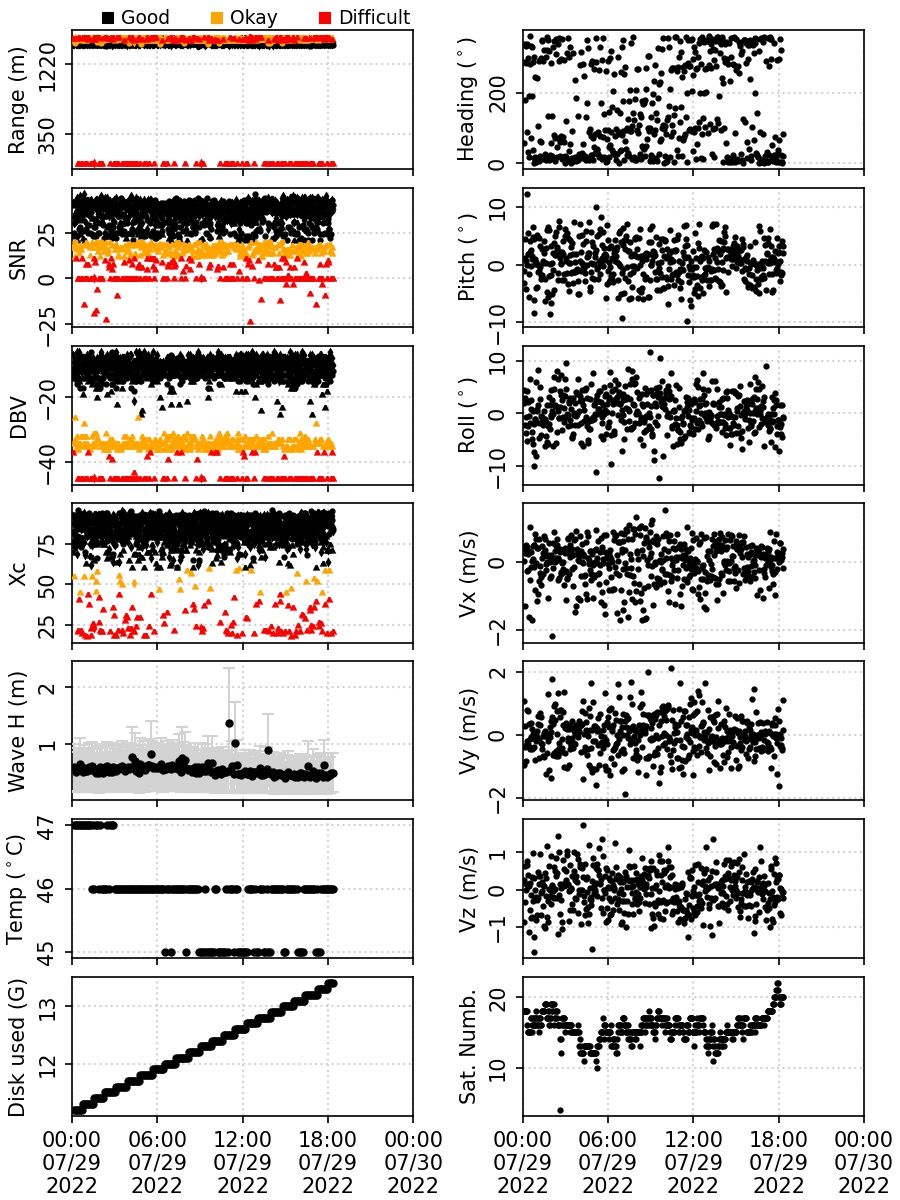 Good Okay Difficult
Range (m)
1220
350
Heading (°)
200
0
SNR
25
0
−25
Pitch (°)
10
0
−10
DBV
−20
−40
Roll (°)
10
0
−10
Xc
75
50
25
Vx (m/s)
0
−2
Wave H (m)
2
1
Vy (m/s)
2
0
−2
Temp (°C)
47
46
45
Vz (m/s)
1
0
−1
Disk used (G)
13
12
Sat. Numb.
20
10
00:00 06:00 12:00 18:00 00:00
07/29 07/29 07/29 07/29 07/30
2022 2022 2022 2022 2022
00:00 06:00 12:00 18:00 00:00
07/29 07/29 07/29 07/29 07/30
2022 2022 2022 2022 2022